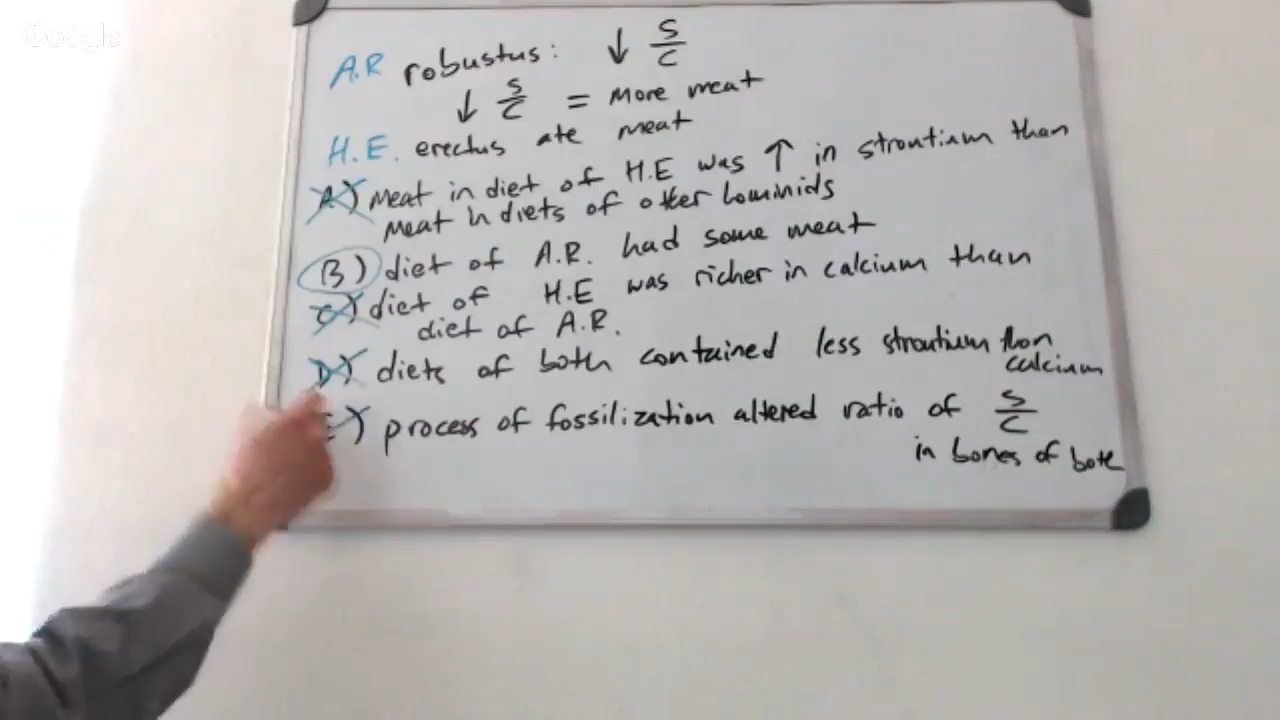 Google
A.R robustus: ↓ S/C
↓ S/C = More meat
H.E. erectus ate meat
A) Meat in diet of H.E was ↑ in strontium than
meat in diets of other hominids
B) diet of A.R. had some meat
C) diet of H.E was richer in calcium than
diet of A.R.
D) diets of both contained less strontium than
calcium
E) process of fossilization altered ratio of S/C
in bones of both